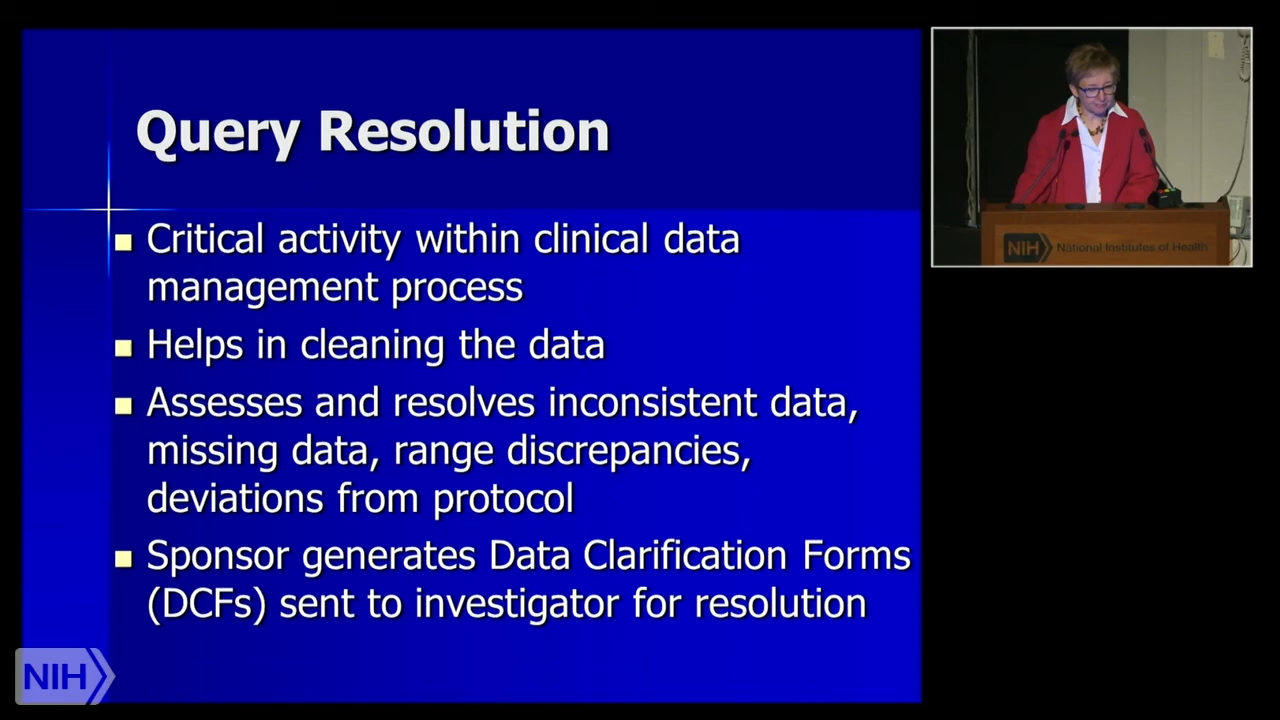 Query Resolution
Critical activity within clinical data
management process
Helps in cleaning the data
Assesses and resolves inconsistent data,
missing data, range discrepancies,
deviations from protocol
Sponsor generates Data Clarification Forms
(DCFs) sent to investigator for resolution
NIH
NIH National Institutes of Health